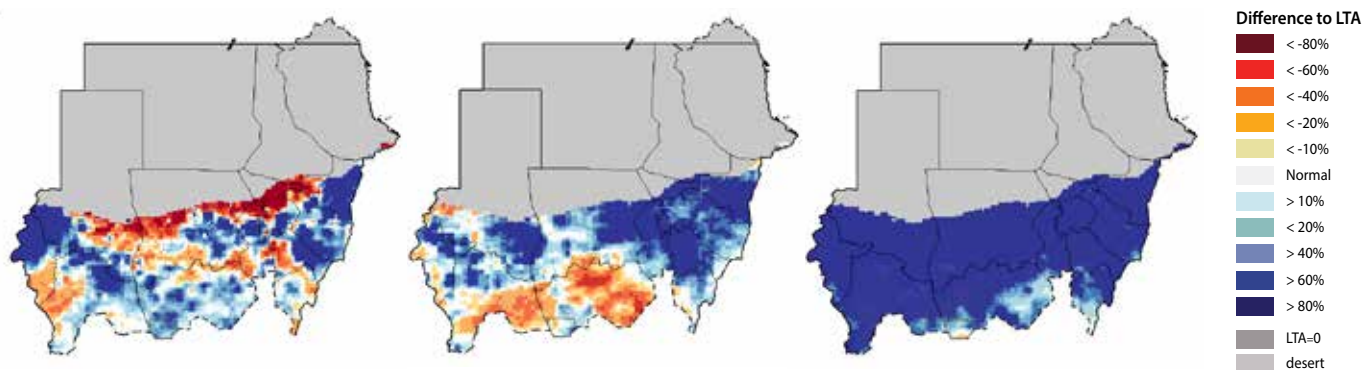 Difference to LTA
< -80%
< -60%
< -40%
< -20%
< -10%
Normal
> 10%
< 20%
> 40%
> 60%
> 80%
LTA=0
desert